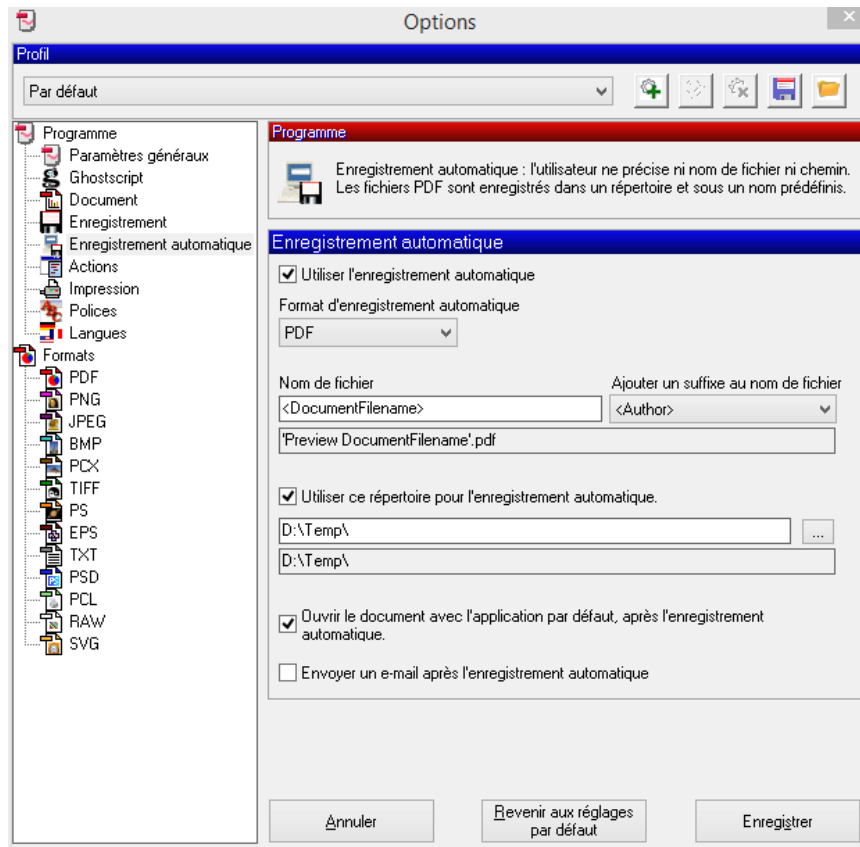 Options
Profil
Par défaut
Programme
Paramètres généraux
Ghostscript
Document
Enregistrement
Enregistrement automatique
Actions
Impression
Polices
Langues
Formats
PDF
PNG
JPEG
BMP
PCX
TIFF
PS
EPS
TXT
PSD
PCL
RAW
SVG
Programme
Enregistrement automatique : l'utilisateur ne précise ni nom de fichier ni chemin.
Les fichiers PDF sont enregistrés dans un répertoire et sous un nom prédéfinis.
Enregistrement automatique
Utiliser l'enregistrement automatique
Format d'enregistrement automatique
PDF
Nom de fichier
Ajouter un suffixe au nom de fichier
<DocumentFilename>
<Author>
'Preview DocumentFilename'.pdf
Utiliser ce répertoire pour l'enregistrement automatique.
D:\Temp\
...
D:\Temp\
Ouvrir le document avec l'application par défaut, après l'enregistrement
automatique.
Envoyer un e-mail après l'enregistrement automatique
Annuler
Revenir aux réglages
par défaut
Enregistrer